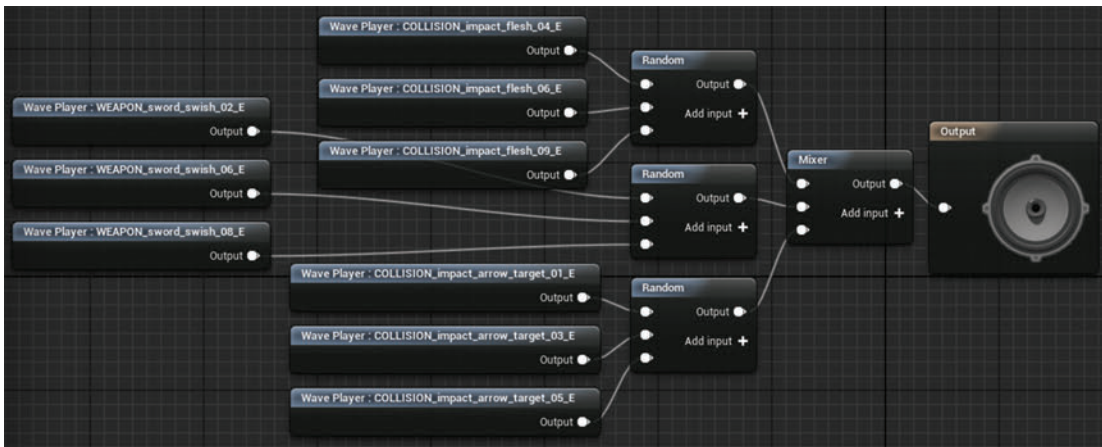 Wave Player : WEAPON_sword_swish_02_E
Output
Wave Player : WEAPON_sword_swish_06_E
Output
Wave Player : WEAPON_sword_swish_08_E
Output
Wave Player : COLLISION_impact_flesh_04_E
Output
Wave Player : COLLISION_impact_flesh_06_E
Output
Wave Player : COLLISION_impact_flesh_09_E
Output
Wave Player : COLLISION_impact_arrow_target_01_E
Output
Wave Player : COLLISION_impact_arrow_target_03_E
Output
Wave Player : COLLISION_impact_arrow_target_05_E
Output
Random
Output
Add input +
Random
Output
Add input +
Random
Output
Add input +
Mixer
Output
Add input +
Output